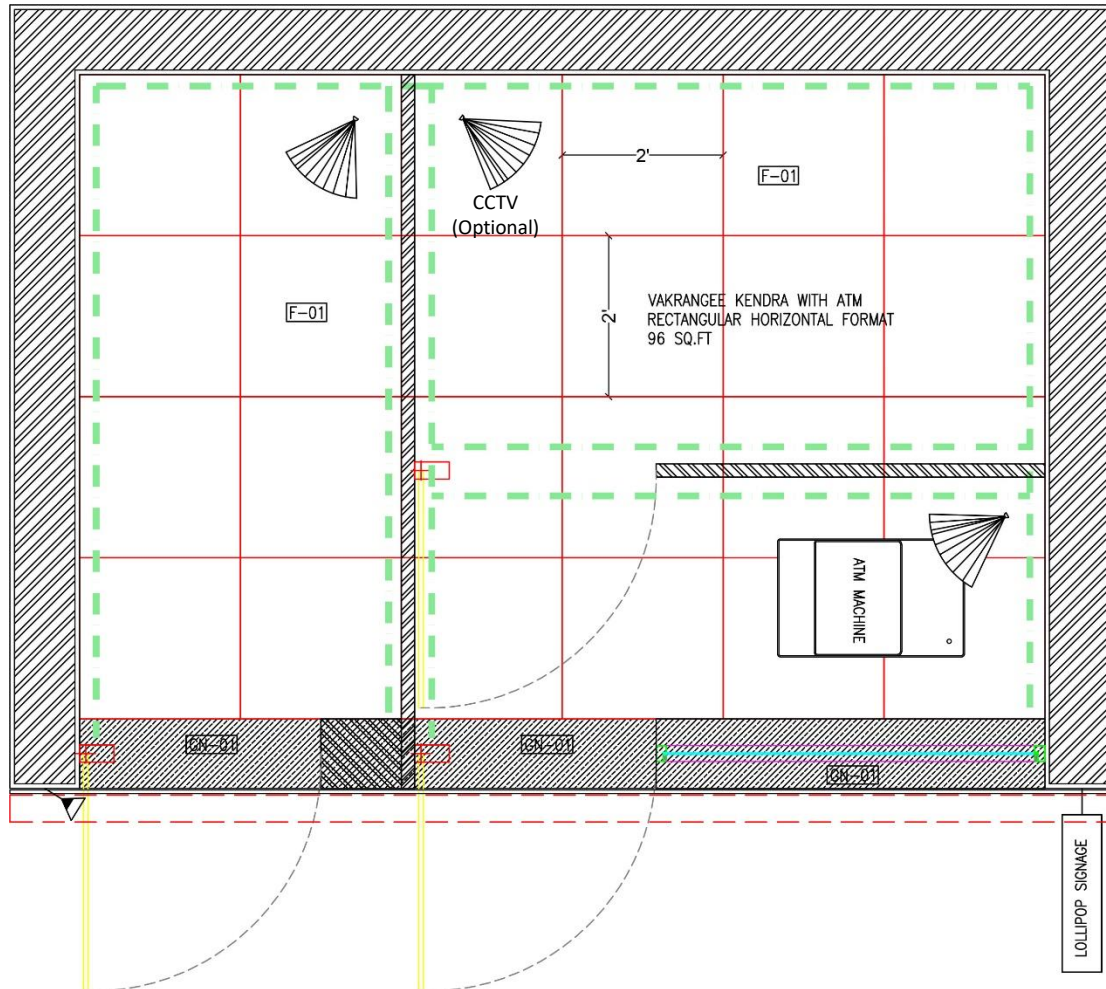 2'
F-01
CCTV
(Optional)
F-01
2'
VAKRANGEE KENDRA WITH ATM
RECTANGULAR HORIZONTAL FORMAT
96 SQ.FT
ATM MACHINE
GN-01
GN-01
GN-01
LOLLIPOP SIGNAGE